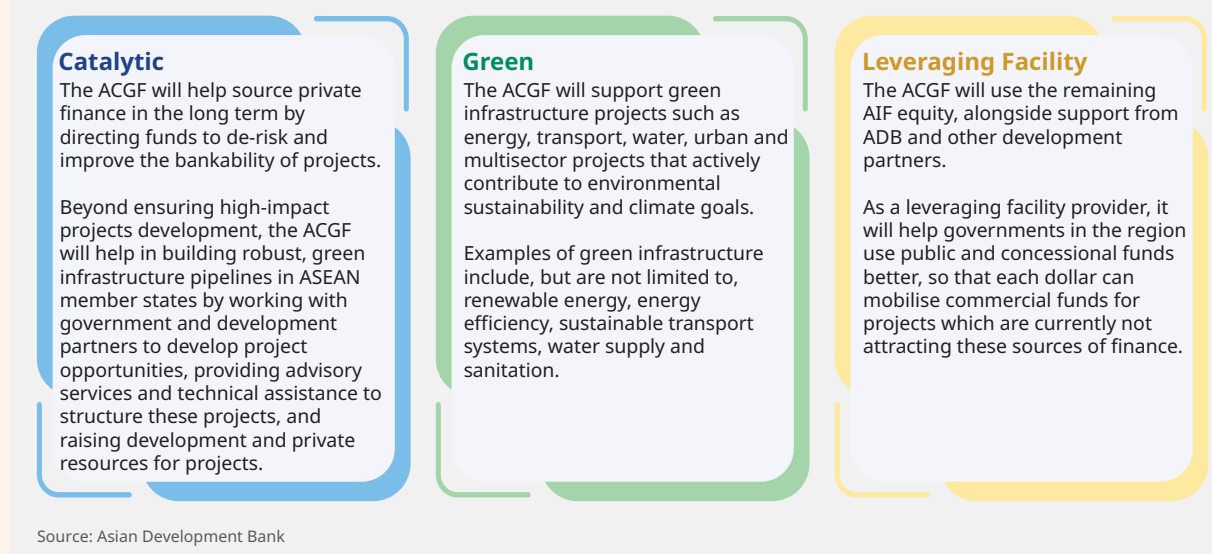 Catalytic
The ACGF will help source private
finance in the long term by
directing funds to de-risk and
improve the bankability of projects.
Beyond ensuring high-impact
projects development, the ACGF
will help in building robust, green
infrastructure pipelines in ASEAN
member states by working with
government and development
partners to develop project
opportunities, providing advisory
services and technical assistance to
structure these projects, and
raising development and private
resources for projects.
Green
The ACGF will support green
infrastructure projects such as
energy, transport, water, urban and
multisector projects that actively
contribute to environmental
sustainability and climate goals.
Examples of green infrastructure
include, but are not limited to,
renewable energy, energy
efficiency, sustainable transport
systems, water supply and
sanitation.
Leveraging Facility
The ACGF will use the remaining
AIF equity, alongside support from
ADB and other development
partners.
As a leveraging facility provider, it
will help governments in the region
use public and concessional funds
better, so that each dollar can
mobilise commercial funds for
projects which are currently not
attracting these sources of finance.
Source: Asian Development Bank